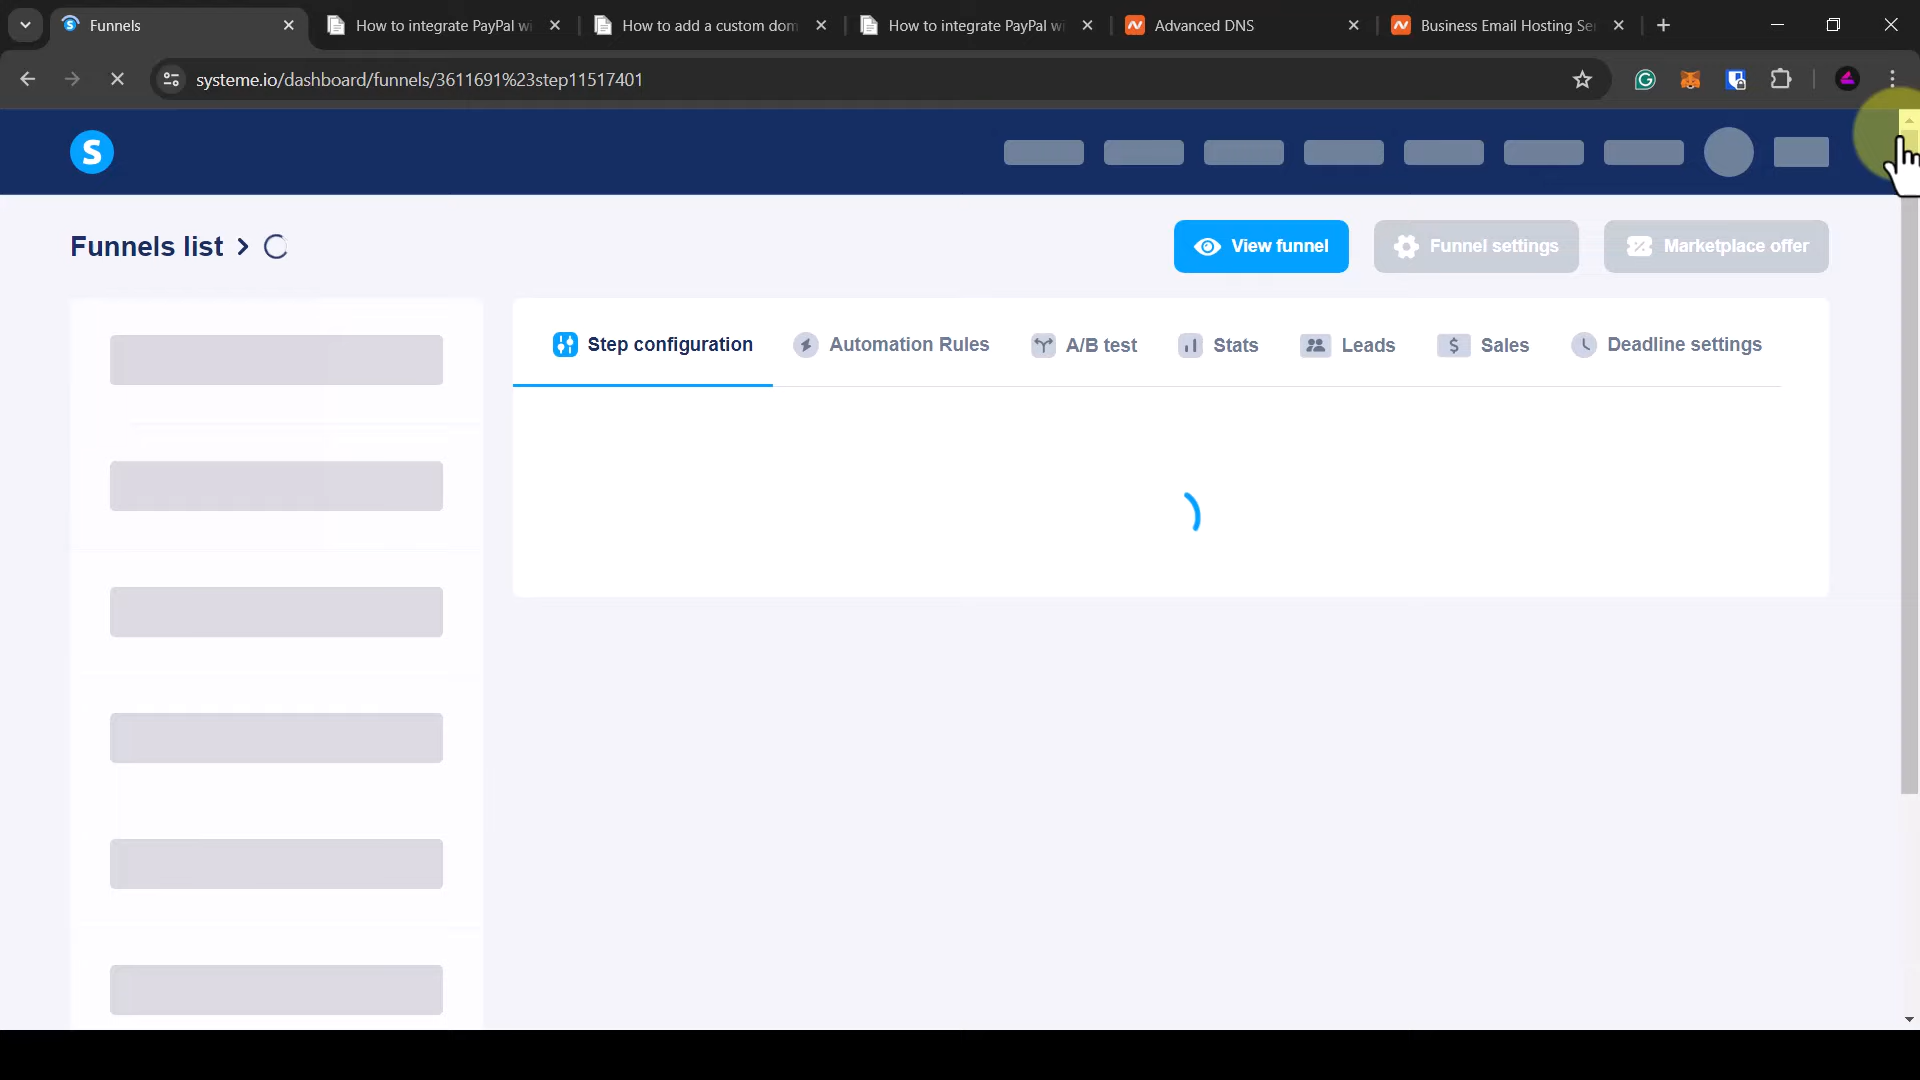 Funnels
How to integrate PayPal wi
How to add a custom dom
How to integrate PayPal wi
Advanced DNS
Business Email Hosting Se
systeme.io/dashboard/funnels/3611691%23step11517401
S
Funnels list >
View funnel
Funnel settings
Marketplace offer
Step configuration
Automation Rules
A/B test
Stats
Leads
$ Sales
Deadline settings